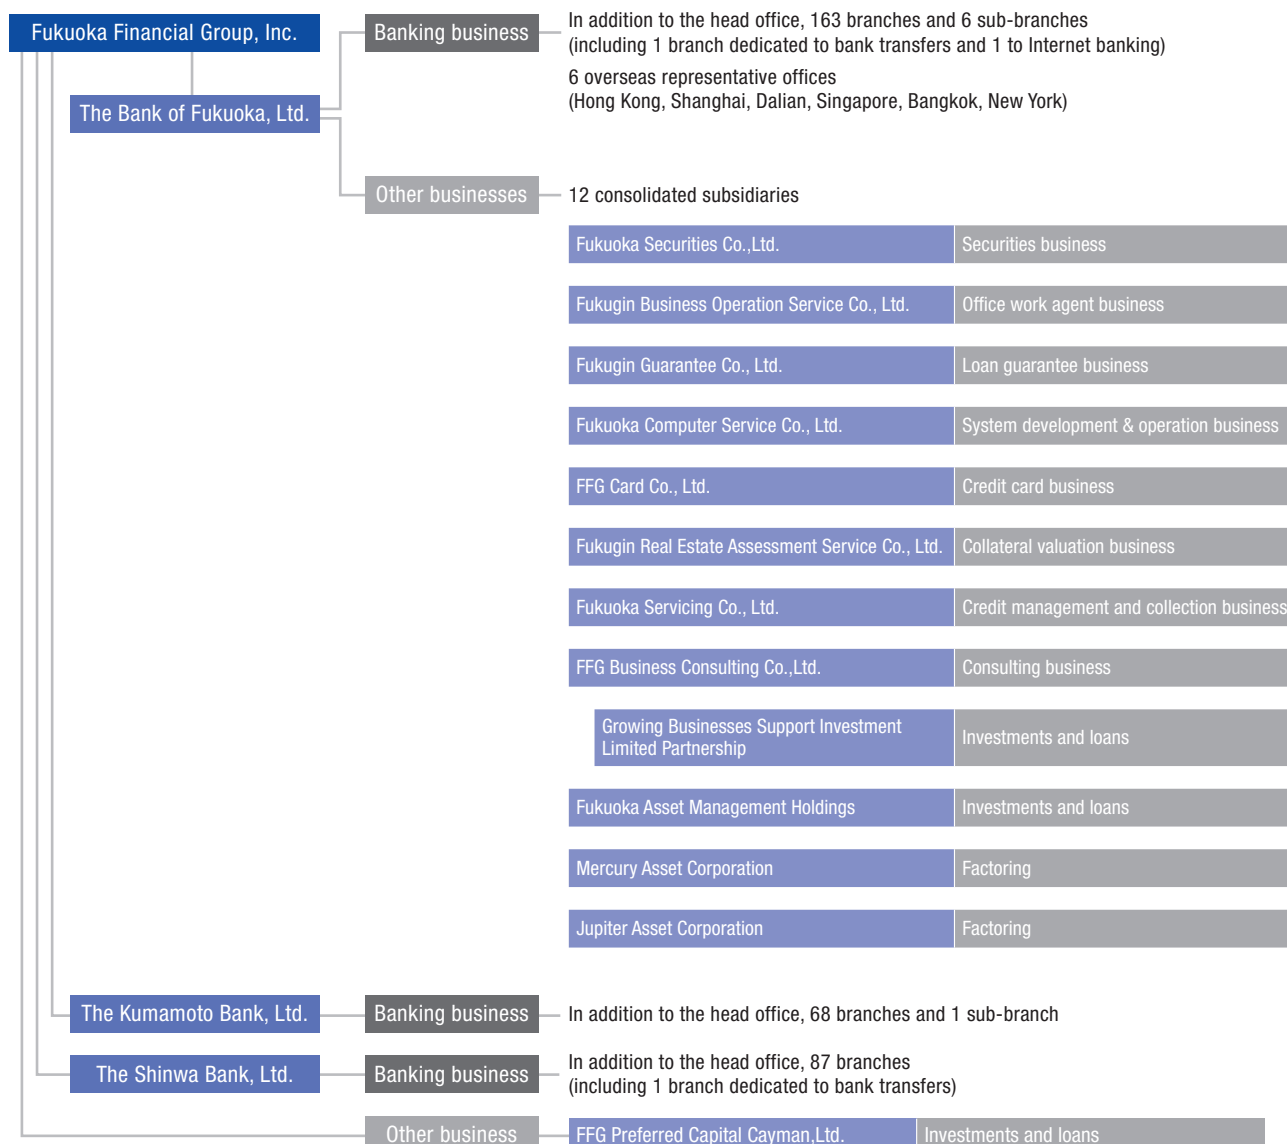 Fukuoka Financial Group, Inc.
Banking business
In addition to the head office, 163 branches and 6 sub-branches
(including 1 branch dedicated to bank transfers and 1 to Internet banking)
6 overseas representative offices
(Hong Kong, Shanghai, Dalian, Singapore, Bangkok, New York)
The Bank of Fukuoka, Ltd.
Other businesses
12 consolidated subsidiaries
Fukuoka Securities Co.,Ltd.
Securities business
Fukugin Business Operation Service Co., Ltd.
Office work agent business
Fukugin Guarantee Co., Ltd.
Loan guarantee business
Fukuoka Computer Service Co., Ltd.
System development & operation business
FFG Card Co., Ltd.
Credit card business
Fukugin Real Estate Assessment Service Co., Ltd.
Collateral valuation business
Fukuoka Servicing Co., Ltd.
Credit management and collection business
FFG Business Consulting Co.,Ltd.
Consulting business
Growing Businesses Support Investment
Limited Partnership
Investments and loans
Fukuoka Asset Management Holdings
Investments and loans
Mercury Asset Corporation
Factoring
Jupiter Asset Corporation
Factoring
The Kumamoto Bank, Ltd.
Banking business
In addition to the head office, 68 branches and 1 sub-branch
The Shinwa Bank, Ltd.
Banking business
In addition to the head office, 87 branches
(including 1 branch dedicated to bank transfers)
Other business
FFG Preferred Capital Cayman,Ltd.
Investments and loans